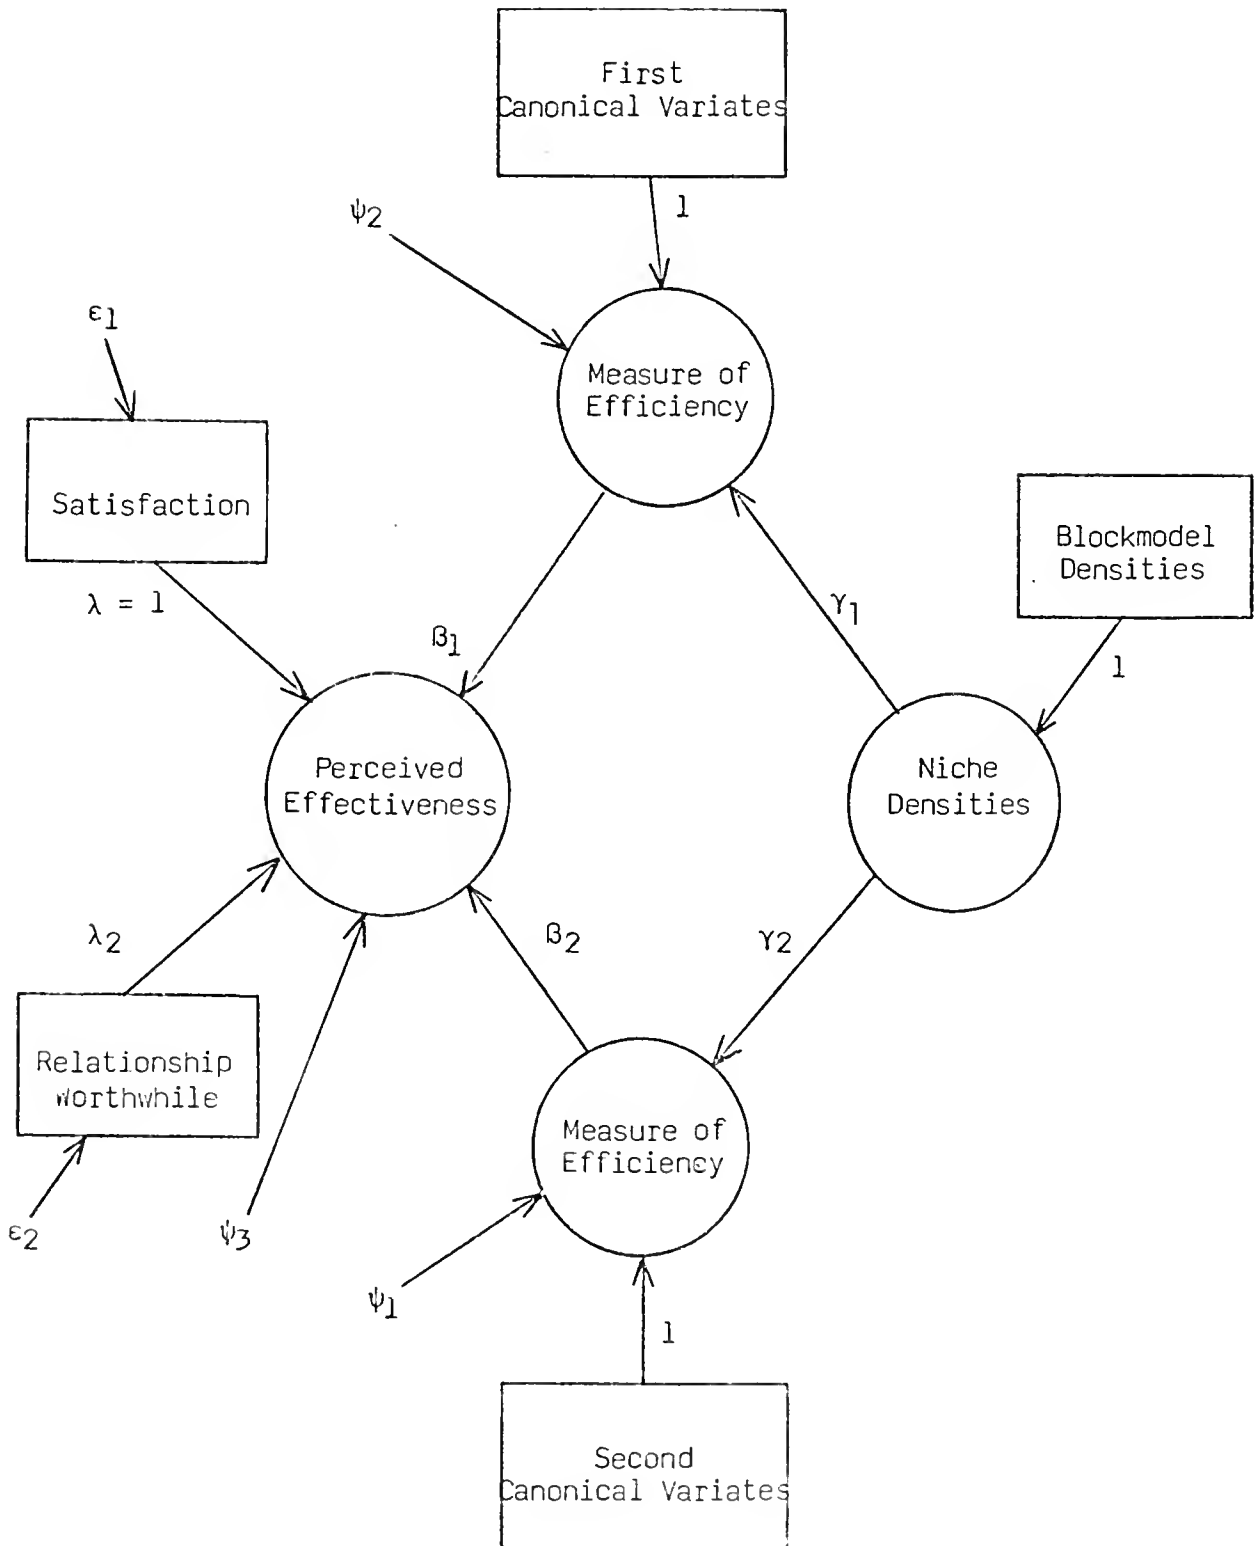 First
Canonical Variates
1
ψ2
ε1
Measure of
Efficiency
Satisfaction
Blockmodel
Densities
λ = 1
β1
γ1
1
Perceived
Effectiveness
Niche
Densities
λ2
β2
γ2
Relationship
Worthwhile
Measure of
Efficiency
ε2
ψ3
ψ1
1
Second
Canonical Variates